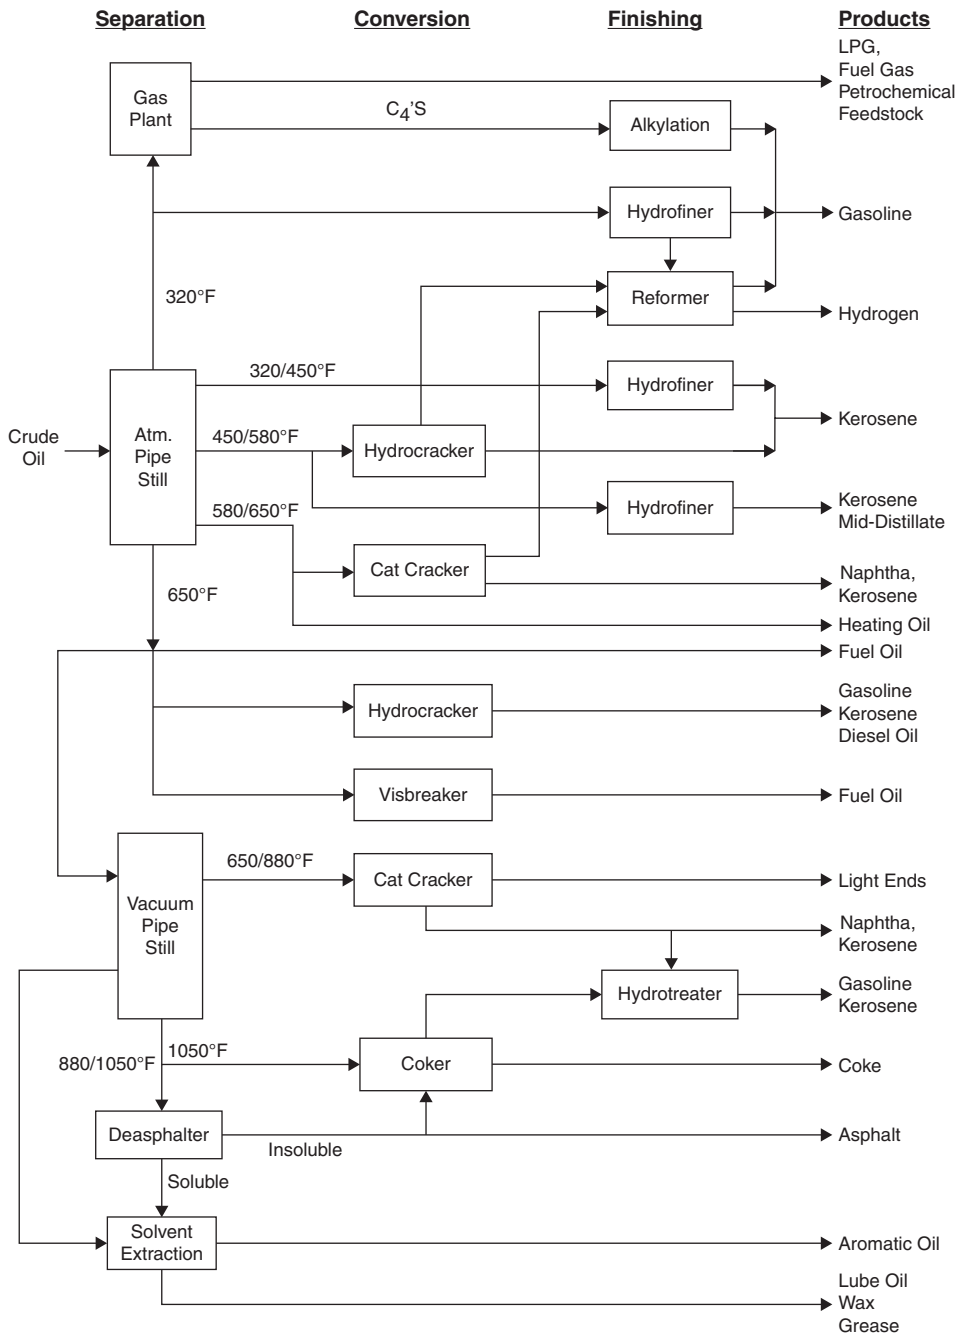 Separation
Conversion
Finishing
Products
LPG,
Fuel Gas
Petrochemical
Feedstock
Gas
Plant
C4'S
Alkylation
Hydrofiner
Gasoline
320°F
Reformer
Hydrogen
320/450°F
Hydrofiner
Kerosene
Crude
Oil
Atm.
Pipe
Still
450/580°F
Hydrocracker
Hydrofiner
Kerosene
Mid-Distillate
580/650°F
Cat Cracker
Naphtha,
Kerosene
650°F
Heating Oil
Fuel Oil
Hydrocracker
Gasoline
Kerosene
Diesel Oil
Visbreaker
Fuel Oil
Vacuum
Pipe
Still
650/880°F
Cat Cracker
Light Ends
Naphtha,
Kerosene
Hydrotreater
Gasoline
Kerosene
880/1050°F
1050°F
Coker
Coke
Deasphalter
Insoluble
Asphalt
Soluble
Solvent
Extraction
Aromatic Oil
Lube Oil
Wax
Grease